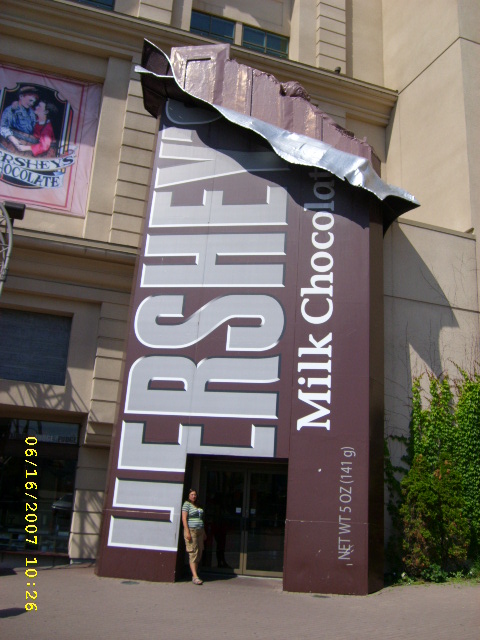 HERSHEY'S
Milk Chocolate
NET WT 5 OZ (141 g)
HERSHEY'S
CHOCOLATE
06/16/2007 10:26